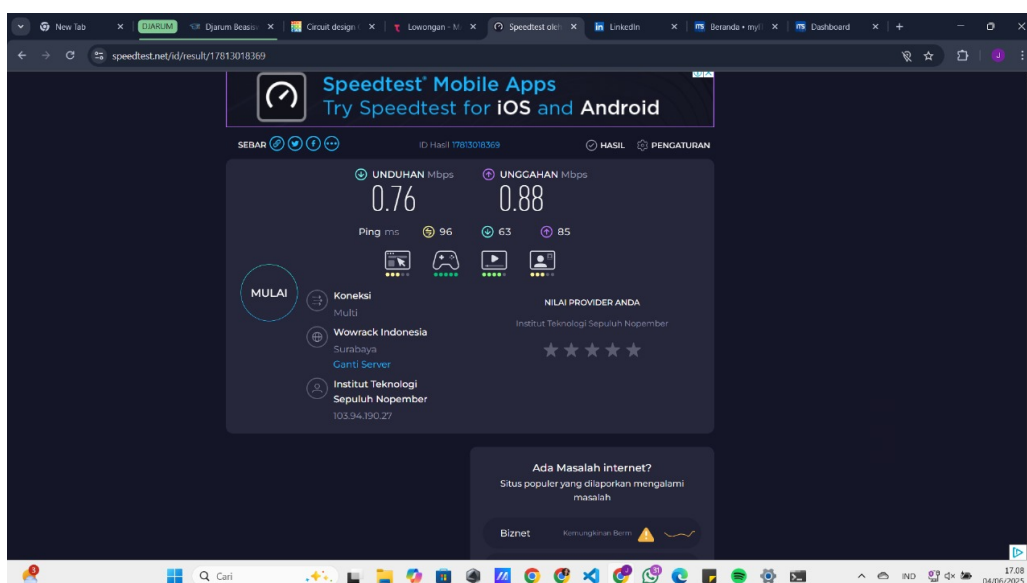 New Tab
DJARUM
Djarum Beasis
Circuit design
Lowongan - M
Speedtest oleh
LinkedIn
Beranda • myI
Dashboard
speedtest.net/id/result/17813018369
Speedtest® Mobile Apps
Try Speedtest for iOS and Android
SEBAR
ID Hasil 17813018369
HASIL
PENGATURAN
UNDUHAN Mbps
UNGGAHAN Mbps
0.76
0.88
Ping ms 96 63 85
MULAI
Koneksi
Multi
Wowrack Indonesia
Surabaya
Ganti Server
Institut Teknologi
Sepuluh Nopember
103.94.190.27
NILAI PROVIDER ANDA
Institut Teknologi Sepuluh Nopember
Ada Masalah internet?
Situs populer yang dilaporkan mengalami
masalah
Biznet
Kemungkinan Berm
Cari
IND
17.08
04/06/2025